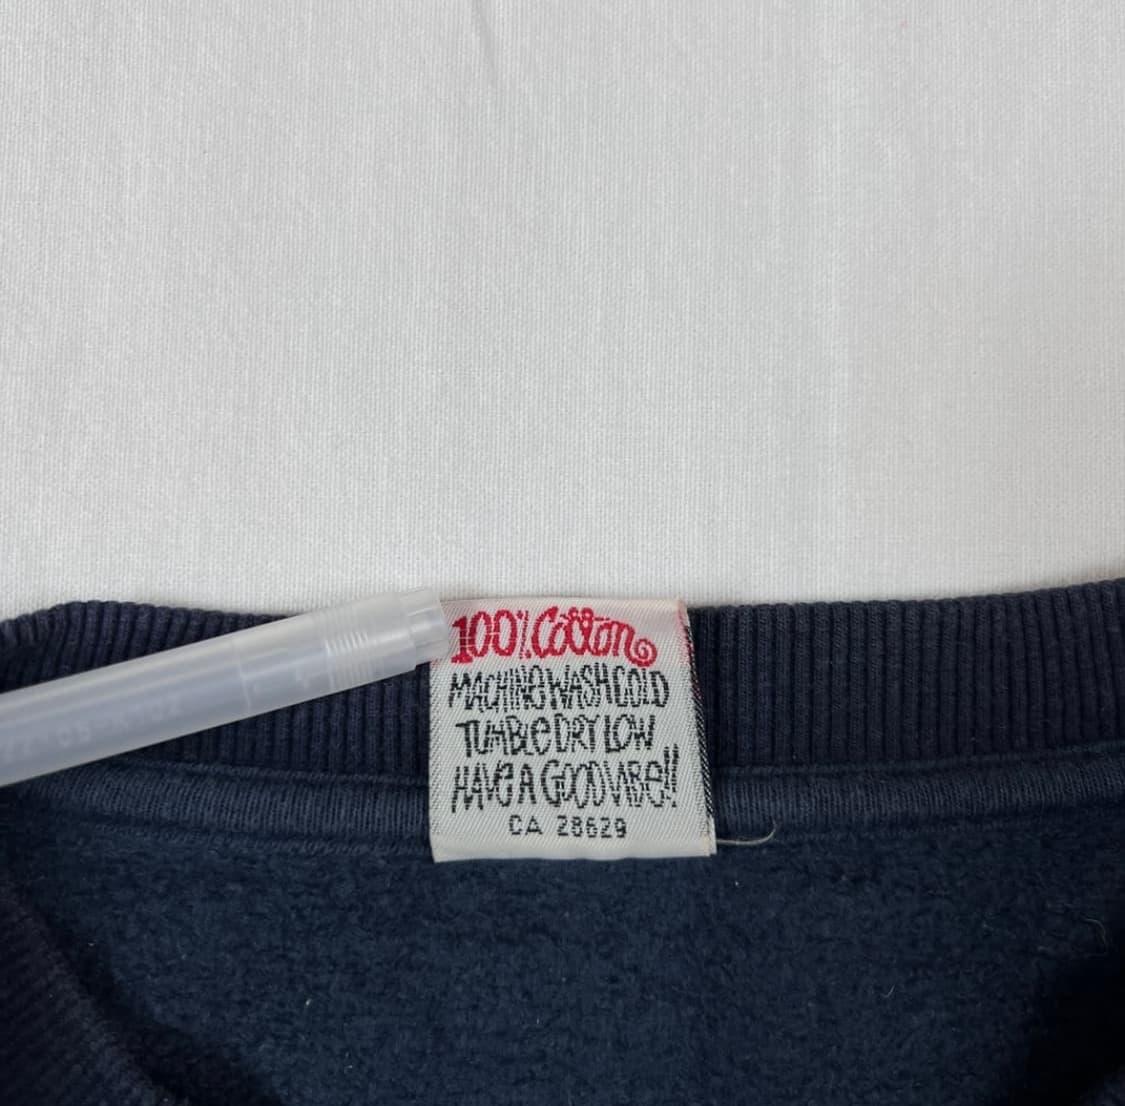 100% Cotton
MACHINE WASH COLD
TUMBLE DRY LOW
HAVE A GOOD VIBE!!
CA 28629